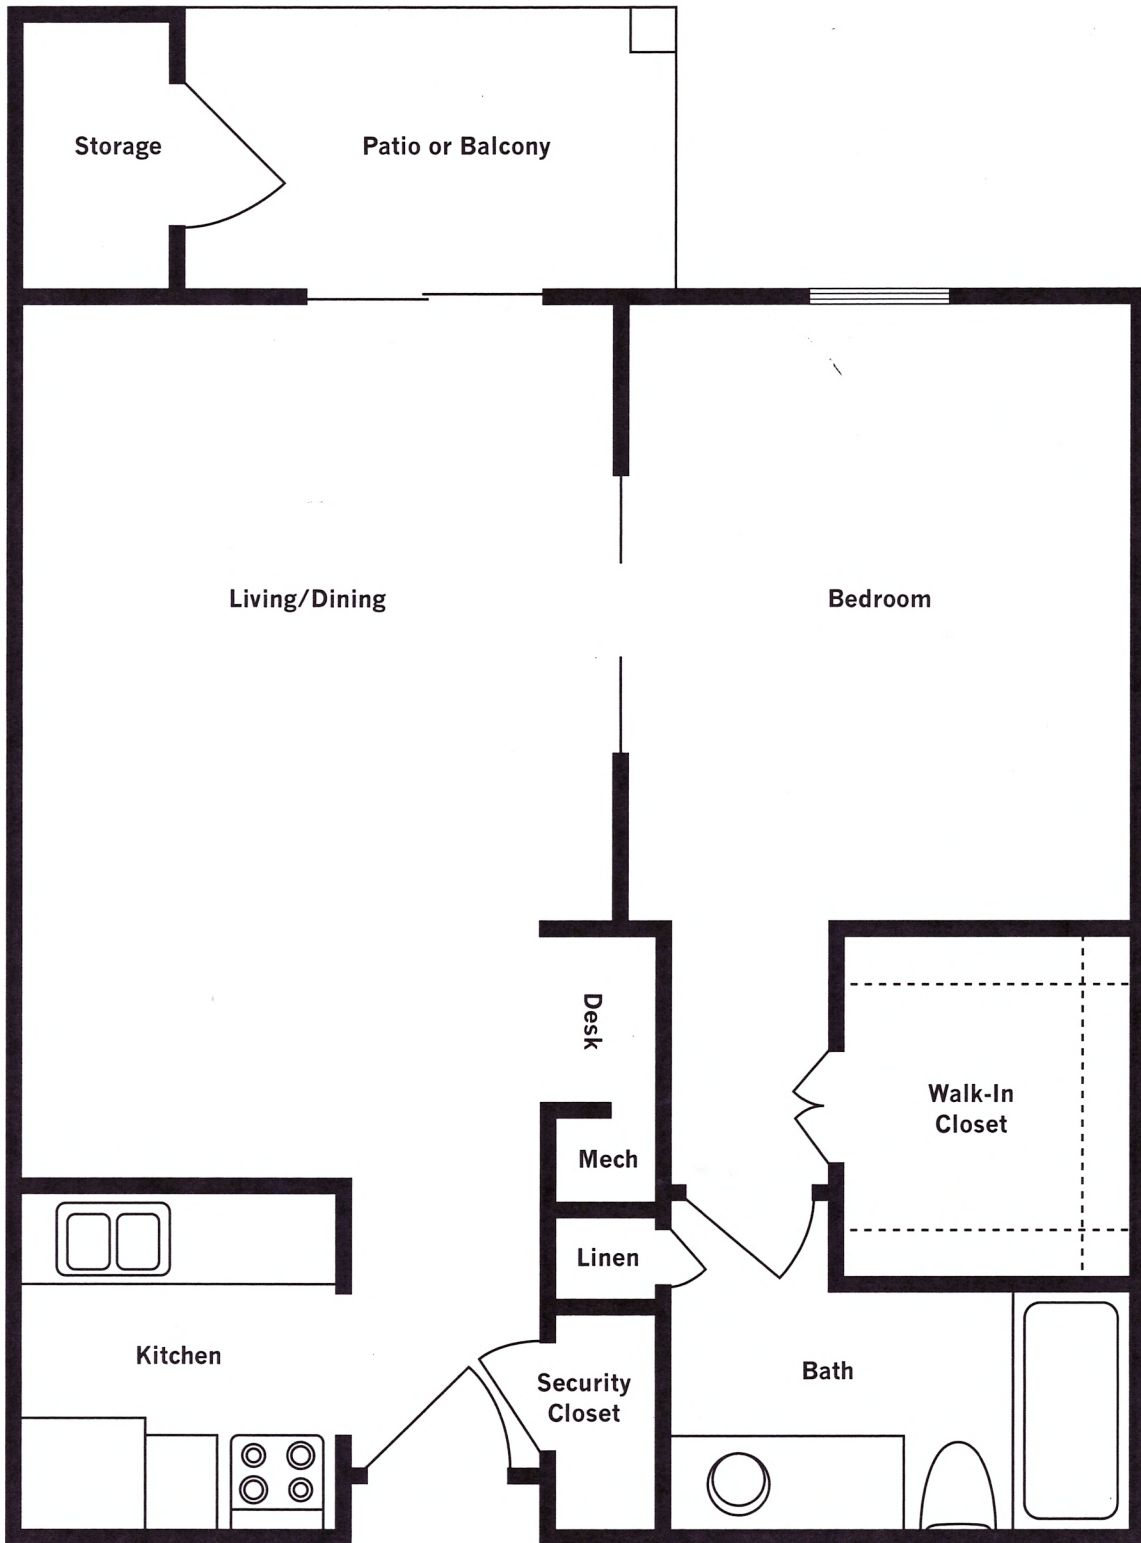 Storage
Patio or Balcony
Living/Dining
Bedroom
Desk
Walk-In
Closet
Mech
Linen
Kitchen
Security
Closet
Bath